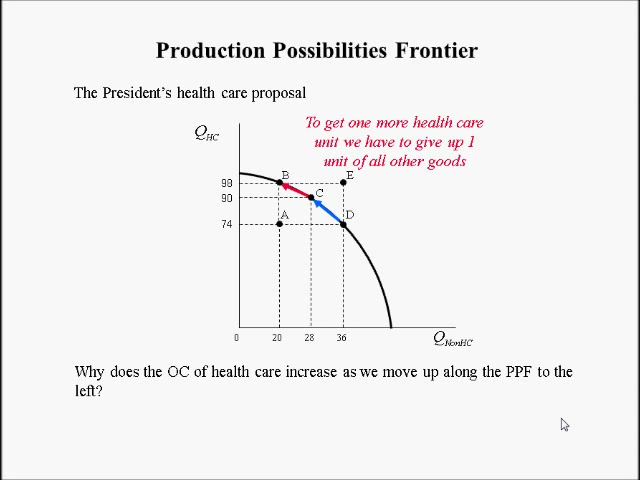 Production Possibilities Frontier
The President's health care proposal
To get one more health care
unit we have to give up 1
unit of all other goods
Q_HC
B
E
98
C
90
A
D
74
0
20
28
36
Q_NonHC
Why does the OC of health care increase as we move up along the PPF to the
left?